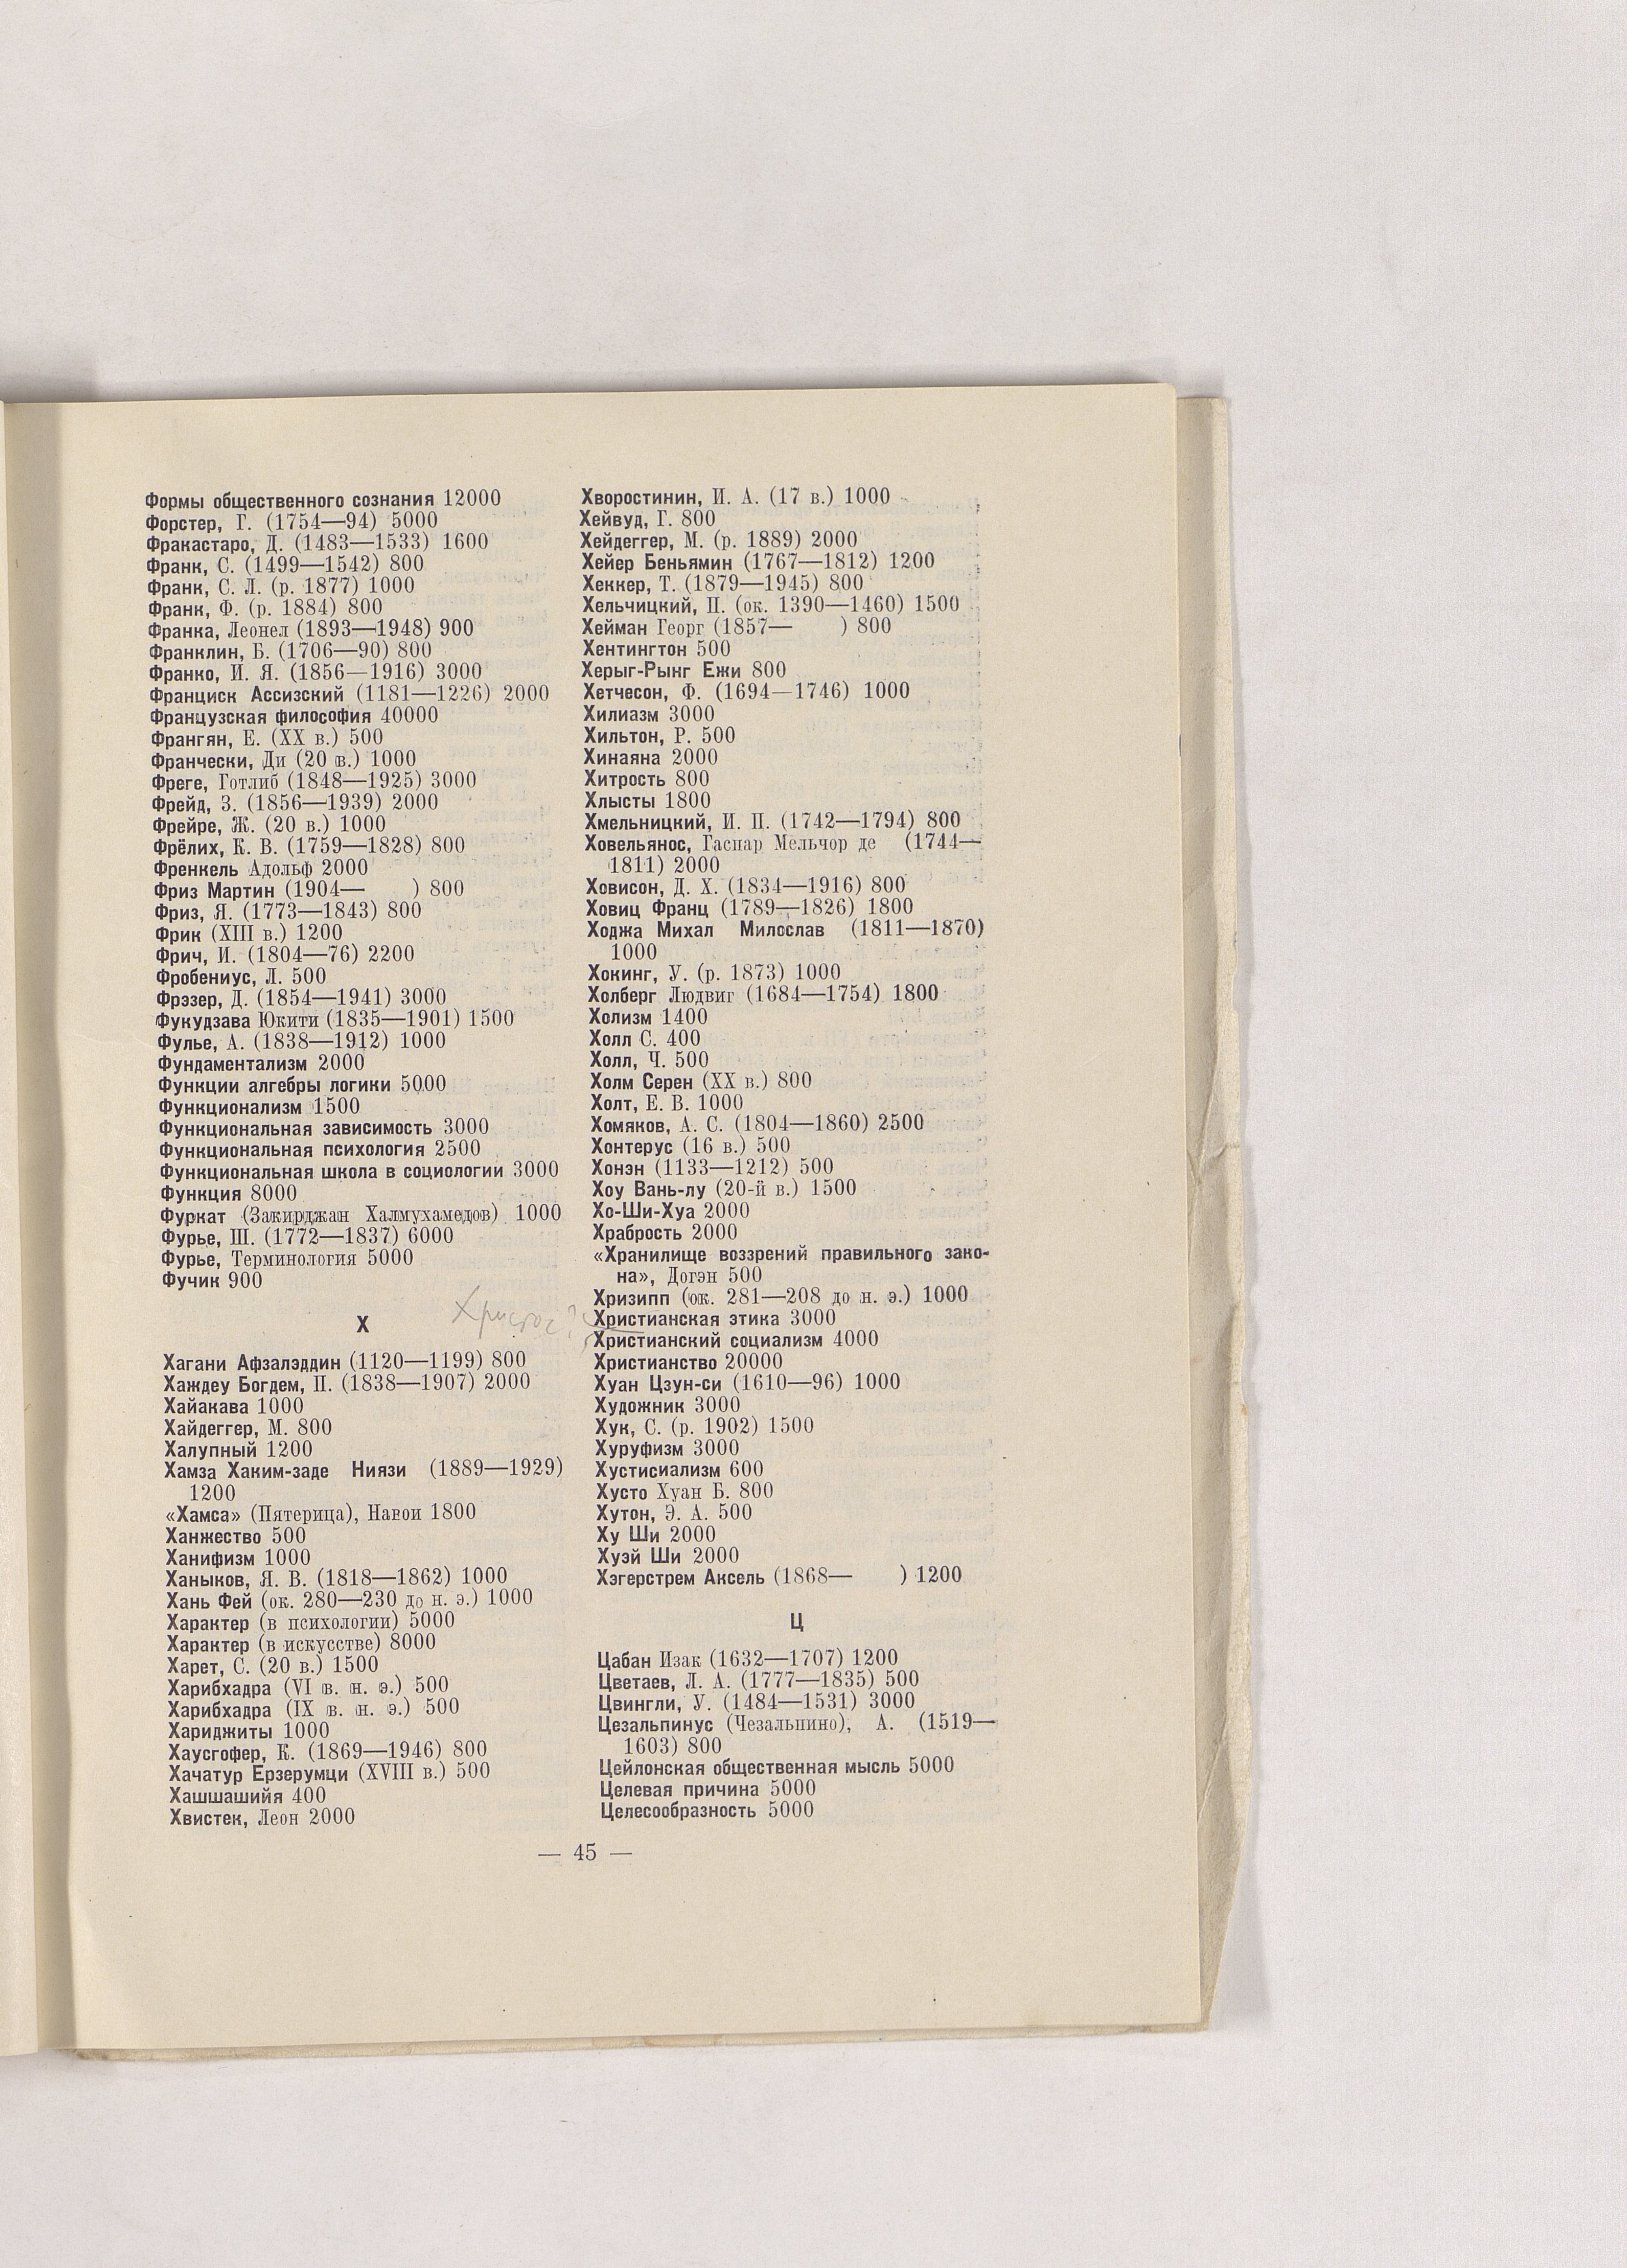 Формы общественного сознания 12000
Форстер, Г. (1754—94) 5000
Фракастаро, Д. (1483—1533) 1600
Франк, С. (1499—1542) 800
Франк, С. Л. (р. 1877) 1000
Франк, Ф. (р. 1884) 800
Франка, Леонел (1893—1948) 900
Франклин, Б. (1706—90) 800
Франко, И. Я. (1856—1916) 3000
Франциск Ассизский (1181—1226) 2000
Французская философия 40000
Франгян, Е. (XX в.) 500
Франчески, Ди (20 в.) 1000
Фреге, Готлиб (1848—1925) 3000
Фрейд, З. (1856—1939) 2000
Фрейре, Ж. (20 в.) 1000
Фрёлих, К. В. (1759—1828) 800
Френкель Адольф 2000
Фриз Мартин (1904— ) 800
Фриз, Я. (1773—1843) 800
Фрик (XIII в.) 1200
Фрич, И. (1804—76) 2200
Фробениус, Л. 500
Фрэзер, Д. (1854—1941) 3000
Фукудзава Юкити (1835—1901) 1500
Фулье, А. (1838—1912) 1000
Фундаментализм 2000
Функции алгебры логики 5000
Функционализм 1500
Функциональная зависимость 3000
Функциональная психология 2500
Функциональная школа в социологии 3000
Функция 8000
Фуркат (Закирджан Халмухамедов) 1000
Фурье, Ш. (1772—1837) 6000
Фурье, Терминология 5000
Фучик 900
Х
Христос?
Хагани Афзалэддин (1120—1199) 800
Хаждеу Богдем, П. (1838—1907) 2000
Хайакава 1000
Хайдеггер, М. 800
Халупный 1200
Хамза Хаким-заде Ниязи (1889—1929)
1200
«Хамса» (Пятерица), Навои 1800
Ханжество 500
Ханифизм 1000
Ханыков, Я. В. (1818—1862) 1000
Хань Фей (ок. 280—230 до н. э.) 1000
Характер (в психологии) 5000
Характер (в искусстве) 8000
Харет, С. (20 в.) 1500
Харибхадра (VI в. н. э.) 500
Харибхадра (IX в. н. э.) 500
Хариджиты 1000
Хаусгофер, К. (1869—1946) 800
Хачатур Ерзерумци (XVIII в.) 500
Хашшашийя 400
Хвистек, Леон 2000
Хворостинин, И. А. (17 в.) 1000
Хейвуд, Г. 800
Хейдеггер, М. (р. 1889) 2000
Хейер Беньямин (1767—1812) 1200
Хеккер, Т. (1879—1945) 800
Хельчицкий, П. (ок. 1390—1460) 1500
Хейман Георг (1857— ) 800
Хентингтон 500
Херыг-Рынг Ежи 800
Хетчесон, Ф. (1694—1746) 1000
Хилиазм 3000
Хильтон, Р. 500
Хинаяна 2000
Хитрость 800
Хлысты 1800
Хмельницкий, И. П. (1742—1794) 800
Ховельянос, Гаспар Мельчор де (1744—
1811) 2000
Ховисон, Д. Х. (1834—1916) 800
Ховиц Франц (1789—1826) 1800
Ходжа Михал Милослав (1811—1870)
1000
Хокинг, У. (р. 1873) 1000
Холберг Людвиг (1684—1754) 1800
Холизм 1400
Холл С. 400
Холл, Ч. 500
Холм Серен (XX в.) 800
Холт, Е. В. 1000
Хомяков, А. С. (1804—1860) 2500
Хонтерус (16 в.) 500
Хонэн (1133—1212) 500
Хоу Вань-лу (20-й в.) 1500
Хо-Ши-Хуа 2000
Храбрость 2000
«Хранилище воззрений правильного зако-
на», Догэн 500
Хризипп (ок. 281—208 до н. э.) 1000
Христианская этика 3000
Христианский социализм 4000
Христианство 20000
Хуан Цзун-си (1610—96) 1000
Художник 3000
Хук, С. (р. 1902) 1500
Хуруфизм 3000
Хустисиализм 600
Хусто Хуан Б. 800
Хутон, Э. А. 500
Ху Ши 2000
Хуэй Ши 2000
Хэгерстрем Аксель (1868— ) 1200
Ц
Цабан Изак (1632—1707) 1200
Цветаев, Л. А. (1777—1835) 500
Цвингли, У. (1484—1531) 3000
Цезальпинус (Чезальпино), А. (1519—
1603) 800
Цейлонская общественная мысль 5000
Целевая причина 5000
Целесообразность 5000
— 45 —